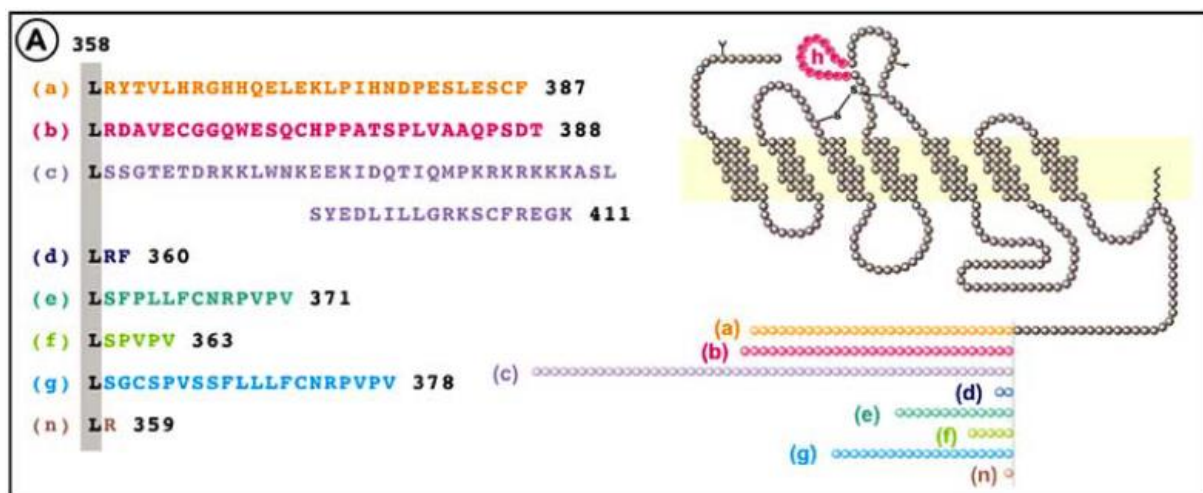 A
358
(a) LRYTVLHRGHHQELEKLPIHNDPESLESCF 387
(b) LRDAVECGGQWESQCHPPATSPLVAAQPSDT 388
(c) LSSGTETDRKKLWNKEEKIDQTIQMPKRKRKKKASL
SYEDLILLGRKSCFREGK 411
(d) LRF 360
(e) LSFPLLFCNRPVPV 371
(f) LSPVPV 363
(g) LSGCSPVSSFLLLFCNRPVPV 378
(n) LR 359
h
S
S
(a)
(b)
(c)
(d)
(e)
(f)
(g)
(n)